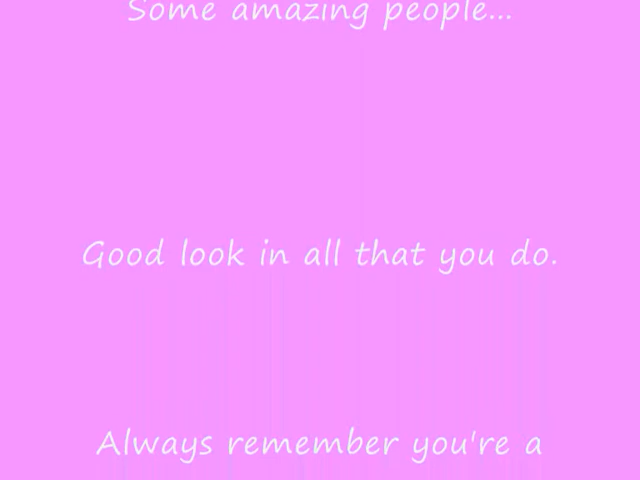 Some amazing people...
Good look in all that you do.
Always remember you're a